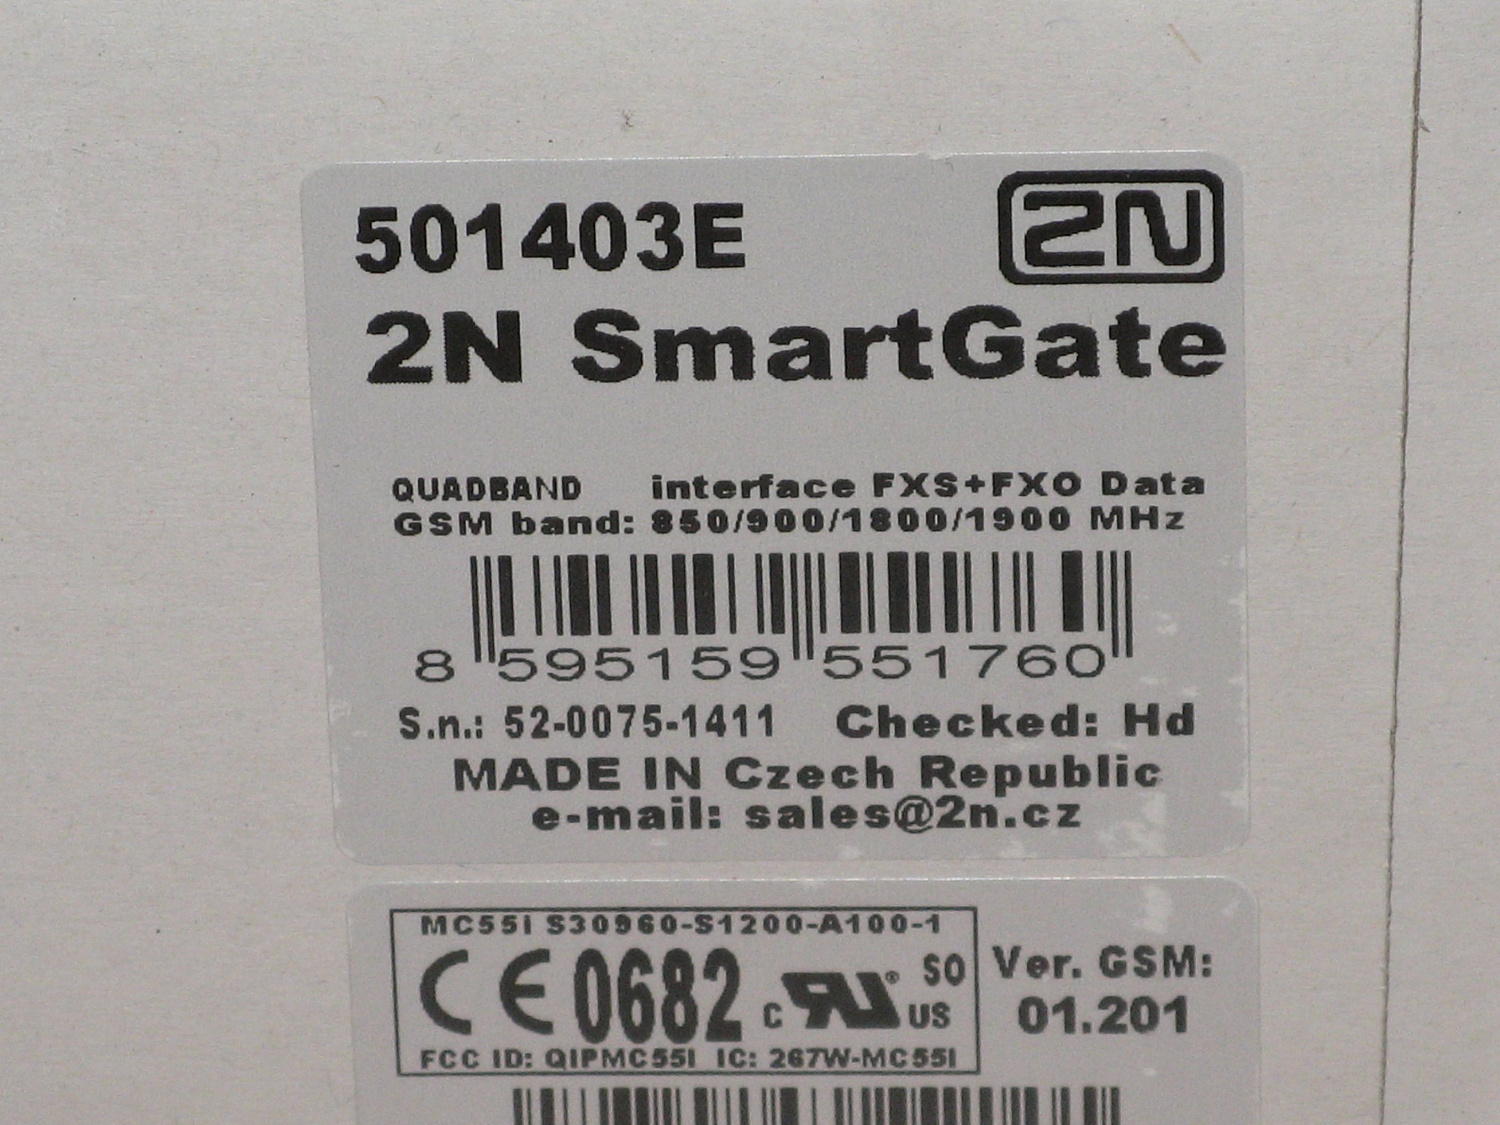 501403E 2N
2N SmartGate
QUADBAND interface FXS+FXO Data
GSM band: 850/900/1800/1900 MHz
8 595159 551760
S.n.: 52-0075-1411 Checked: Hd
MADE IN Czech Republic
e-mail: sales@2n.cz
MC55i S30960-S1200-A100-1
CE 0682 c RU® US SO
Ver. GSM:
01.201
FCC ID: QIPMC55I IC: 267W-MC55I